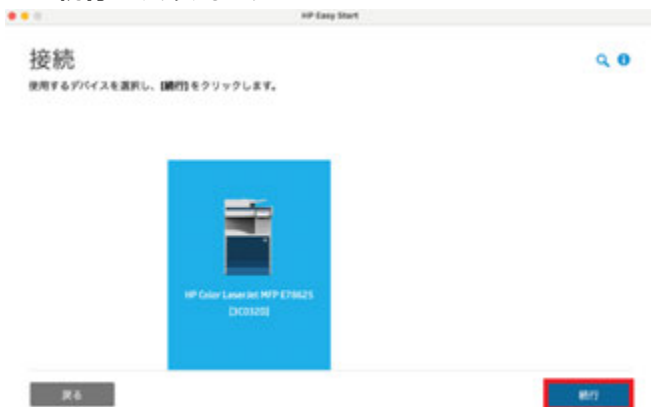 HP Easy Start
接続
使用するデバイスを選択し、[続行]をクリックします。
HP Color LaserJet MFP E78625
[3C0320]
戻る
続行